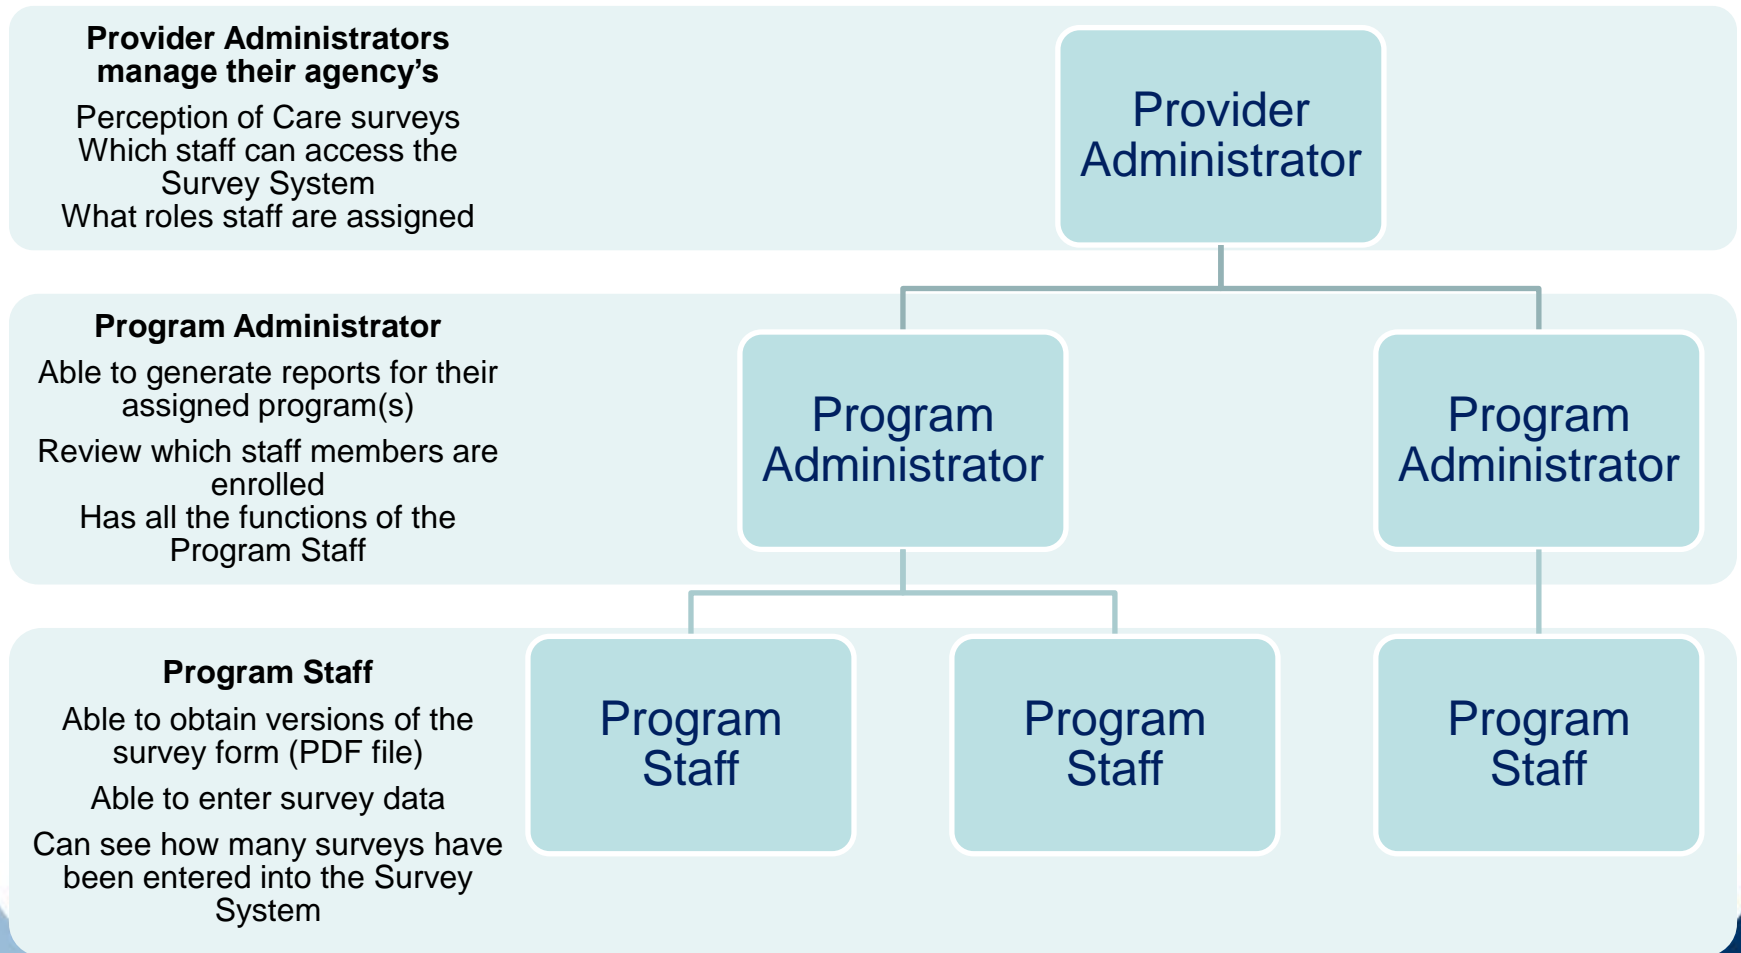 Provider Administrators
manage their agency’s
Perception of Care surveys
Which staff can access the
Survey System
What roles staff are assigned
Provider
Administrator
Program Administrator
Able to generate reports for their
assigned program(s)
Review which staff members are
enrolled
Has all the functions of the
Program Staff
Program
Administrator
Program
Administrator
Program Staff
Able to obtain versions of the
survey form (PDF file)
Able to enter survey data
Can see how many surveys have
been entered into the Survey
System
Program
Staff
Program
Staff
Program
Staff